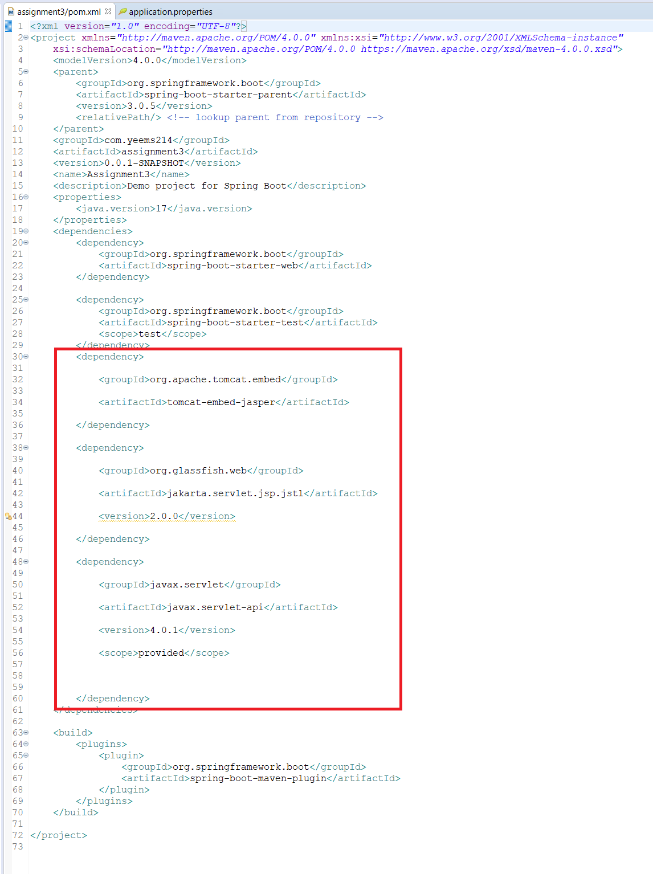 assignment3/pom.xml application.properties
1 <?xml version="1.0" encoding="UTF-8"?>
2 <project xmlns="http://maven.apache.org/POM/4.0.0" xmlns:xsi="http://www.w3.org/2001/XMLSchema-instance"
3 xsi:schemaLocation="http://maven.apache.org/POM/4.0.0 https://maven.apache.org/xsd/maven-4.0.0.xsd">
4 <modelVersion>4.0.0</modelVersion>
5 <parent>
6 <groupId>org.springframework.boot</groupId>
7 <artifactId>spring-boot-starter-parent</artifactId>
8 <version>3.0.5</version>
9 <relativePath/> <!-- lookup parent from repository -->
10 </parent>
11 <groupId>com.yeems214</groupId>
12 <artifactId>assignment3</artifactId>
13 <version>0.0.1-SNAPSHOT</version>
14 <name>Assignment3</name>
15 <description>Demo project for Spring Boot</description>
16 <properties>
17 <java.version>17</java.version>
18 </properties>
19 <dependencies>
20 <dependency>
21 <groupId>org.springframework.boot</groupId>
22 <artifactId>spring-boot-starter-web</artifactId>
23 </dependency>
24
25 <dependency>
26 <groupId>org.springframework.boot</groupId>
27 <artifactId>spring-boot-starter-test</artifactId>
28 <scope>test</scope>
29 </dependency>
30 <dependency>
31
32 <groupId>org.apache.tomcat.embed</groupId>
33
34 <artifactId>tomcat-embed-jasper</artifactId>
35
36 </dependency>
37
38 <dependency>
39
40 <groupId>org.glassfish.web</groupId>
41
42 <artifactId>jakarta.servlet.jsp.jstl</artifactId>
43
44 <version>2.0.0</version>
45
46 </dependency>
47
48 <dependency>
49
50 <groupId>javax.servlet</groupId>
51
52 <artifactId>javax.servlet-api</artifactId>
53
54 <version>4.0.1</version>
55
56 <scope>provided</scope>
57
58
59
60 </dependency>
61 </dependencies>
62
63 <build>
64 <plugins>
65 <plugin>
66 <groupId>org.springframework.boot</groupId>
67 <artifactId>spring-boot-maven-plugin</artifactId>
68 </plugin>
69 </plugins>
70 </build>
71
72 </project>
73